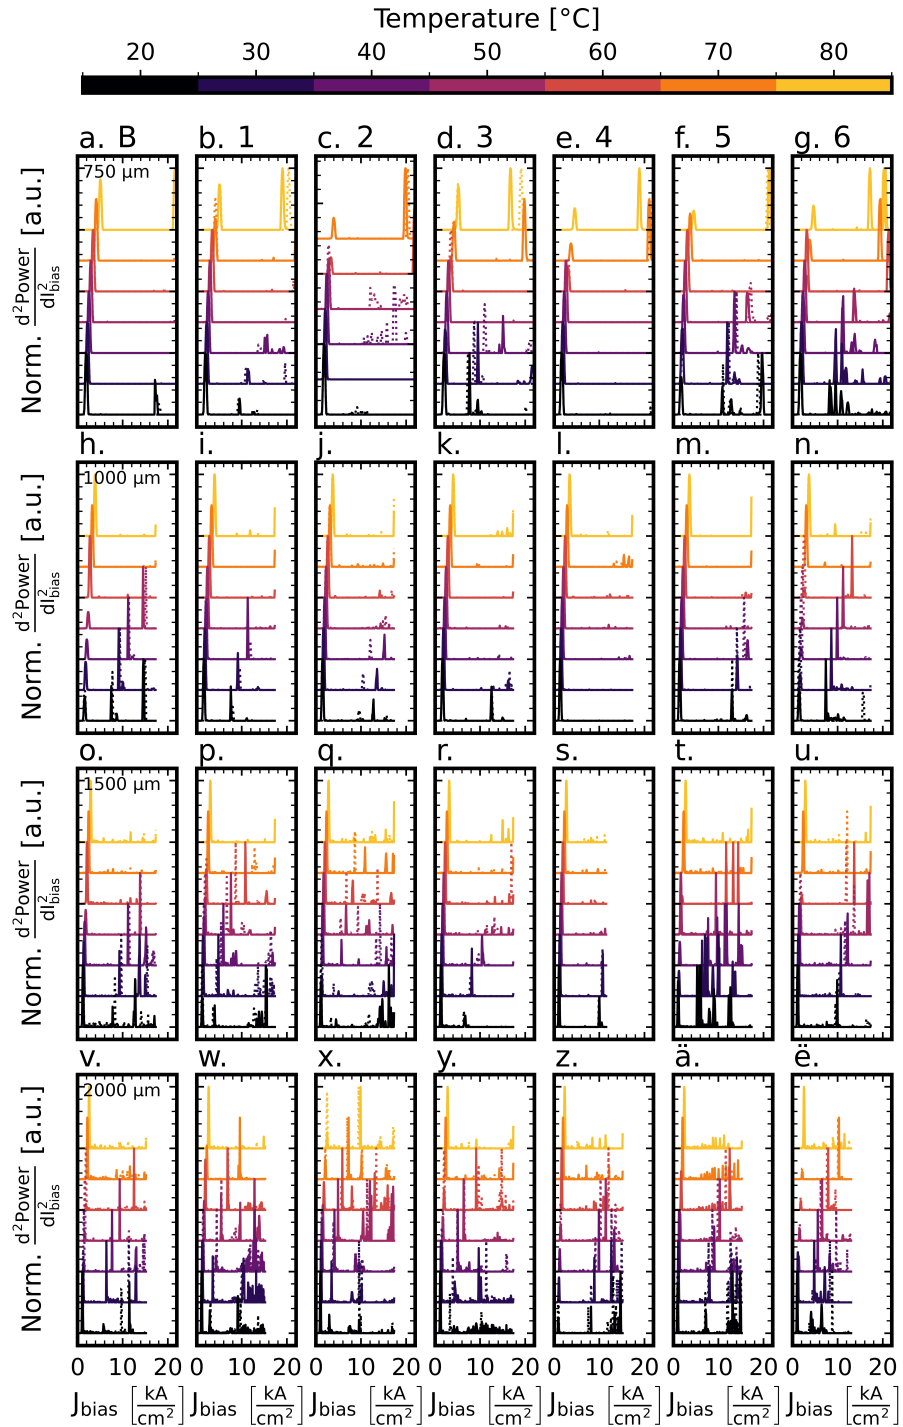 Temperature [°C]
20 30 40 50 60 70 80
a. B b. 1 c. 2 d. 3 e. 4 f. 5 g. 6
750 μm
Norm. d²Power/dI²bias [a.u.]
h. i. j. k. l. m. n.
1000 μm
Norm. d²Power/dI²bias [a.u.]
o. p. q. r. s. t. u.
1500 μm
Norm. d²Power/dI²bias [a.u.]
v. w. x. y. z. ä. ë.
2000 μm
Norm. d²Power/dI²bias [a.u.]
0 10 20 0 10 20 0 10 20 0 10 20 0 10 20 0 10 20 0 10 20
Jbias [kA/cm²] Jbias [kA/cm²] Jbias [kA/cm²] Jbias [kA/cm²] Jbias [kA/cm²] Jbias [kA/cm²] Jbias [kA/cm²]